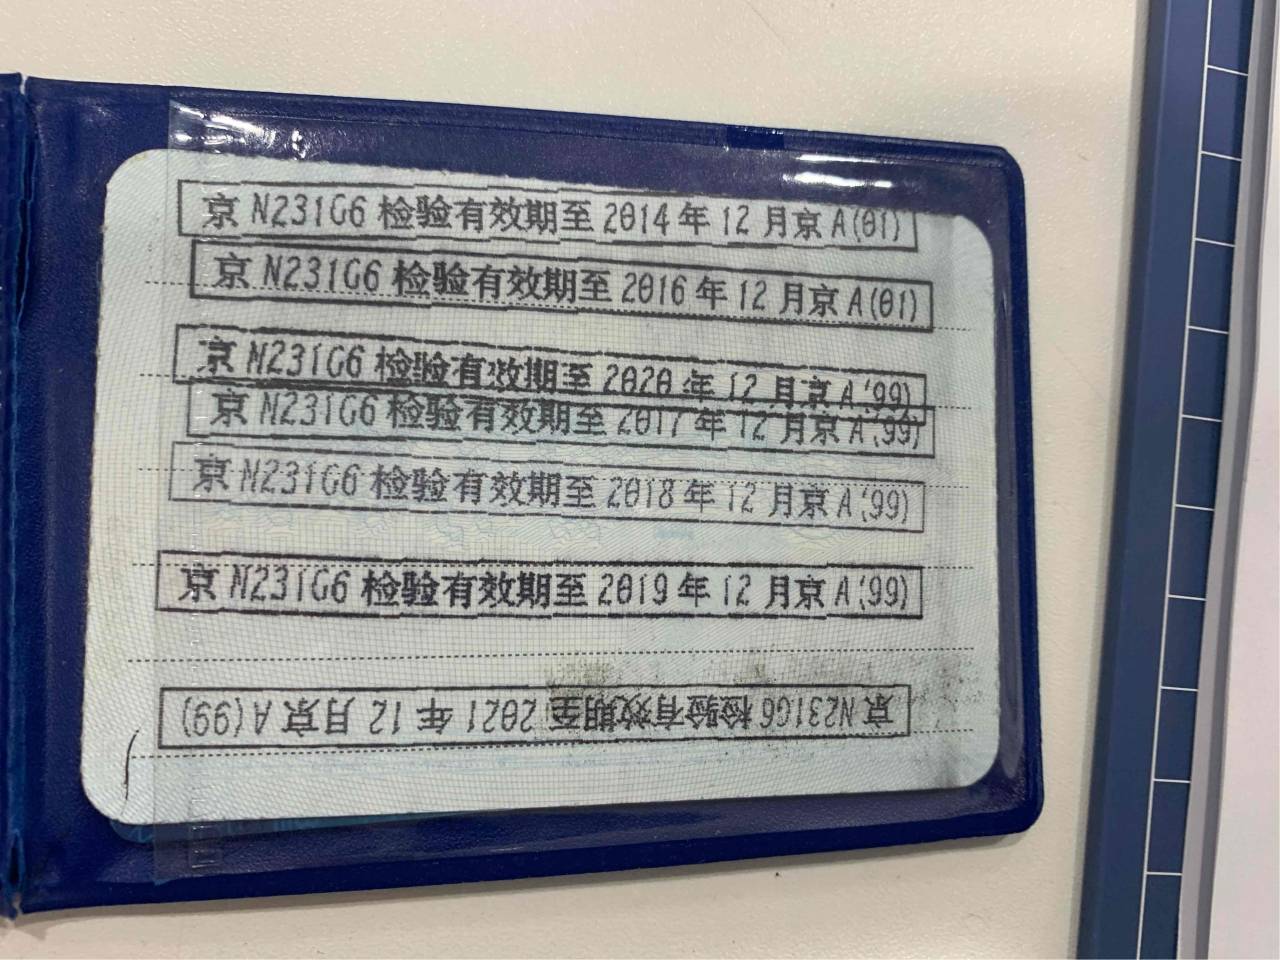 京 N231G6 检验有效期至 2014 年 12 月京 A(01)
京 N231G6 检验有效期至 2016 年 12 月京 A(01)
京 N231G6 检验有效期至 2020 年 12 月京 A(99)
京 N231G6 检验有效期至 2017 年 12 月京 A(99)
京 N231G6 检验有效期至 2018 年 12 月京 A(99)
京 N231G6 检验有效期至 2019 年 12 月京 A(99)
京 N231G6 检验有效期至 2021 年 12 月京 A(99)